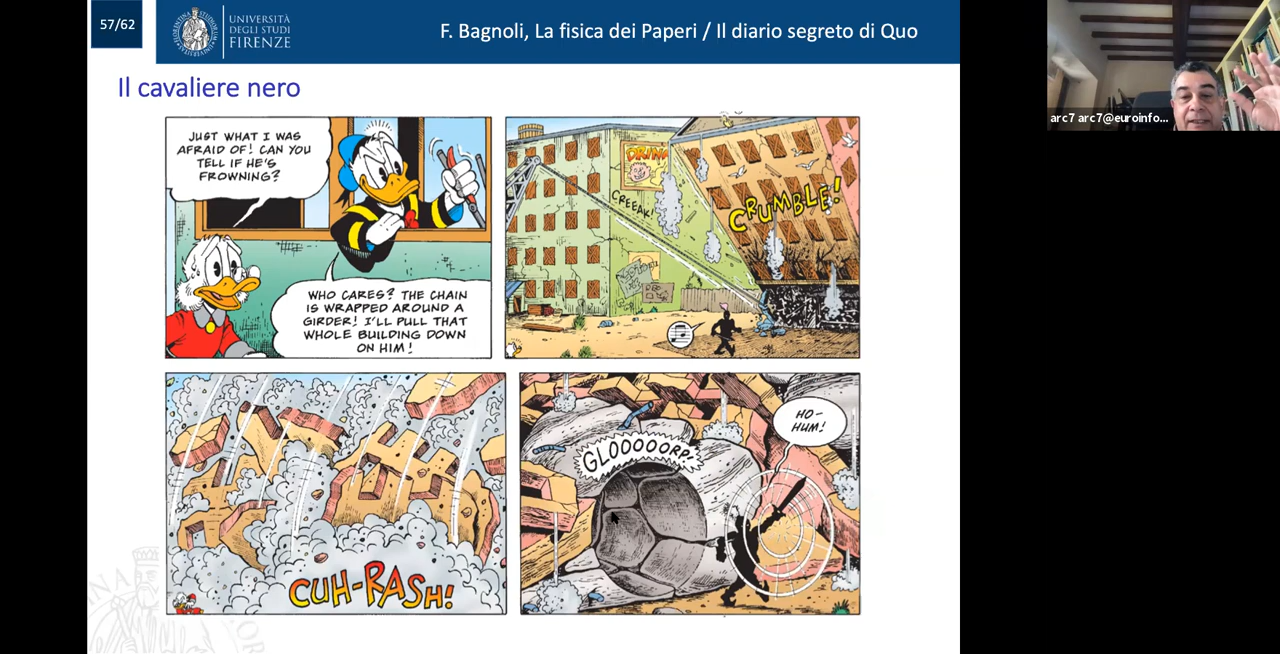 57/62
UNIVERSITÀ
DEGLI STUDI
FIRENZE
F. Bagnoli, La fisica dei Paperi / Il diario segreto di Quo
arc7 arc7@euroinfo...
Il cavaliere nero
JUST WHAT I WAS
AFRAID OF! CAN YOU
TELL IF HE'S
FROWNING?
WHO CARES? THE CHAIN
IS WRAPPED AROUND A
GIRDER! I'LL PULL THAT
WHOLE BUILDING DOWN
ON HIM!
DRINK
CREEAK!
CRUMBLE!
CUH-RASH!
GLOOOOORP-
HO-
HUM!